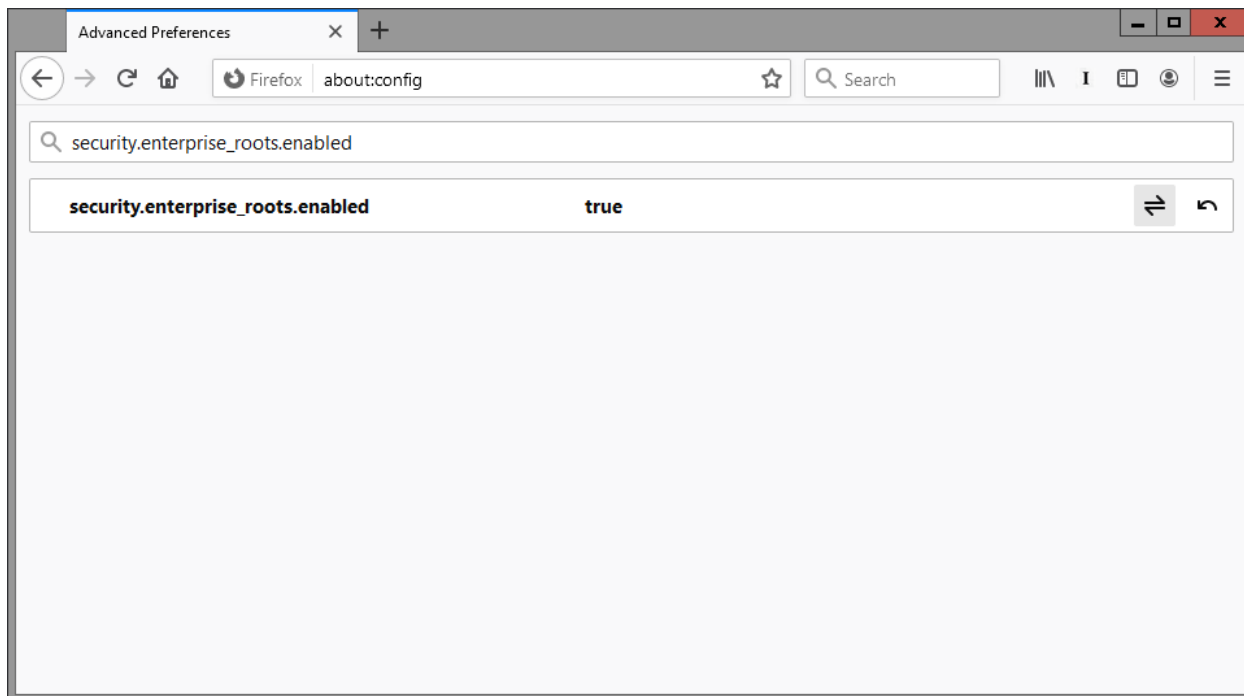 Advanced Preferences
Firefox about:config Search
security.enterprise_roots.enabled
security.enterprise_roots.enabled true